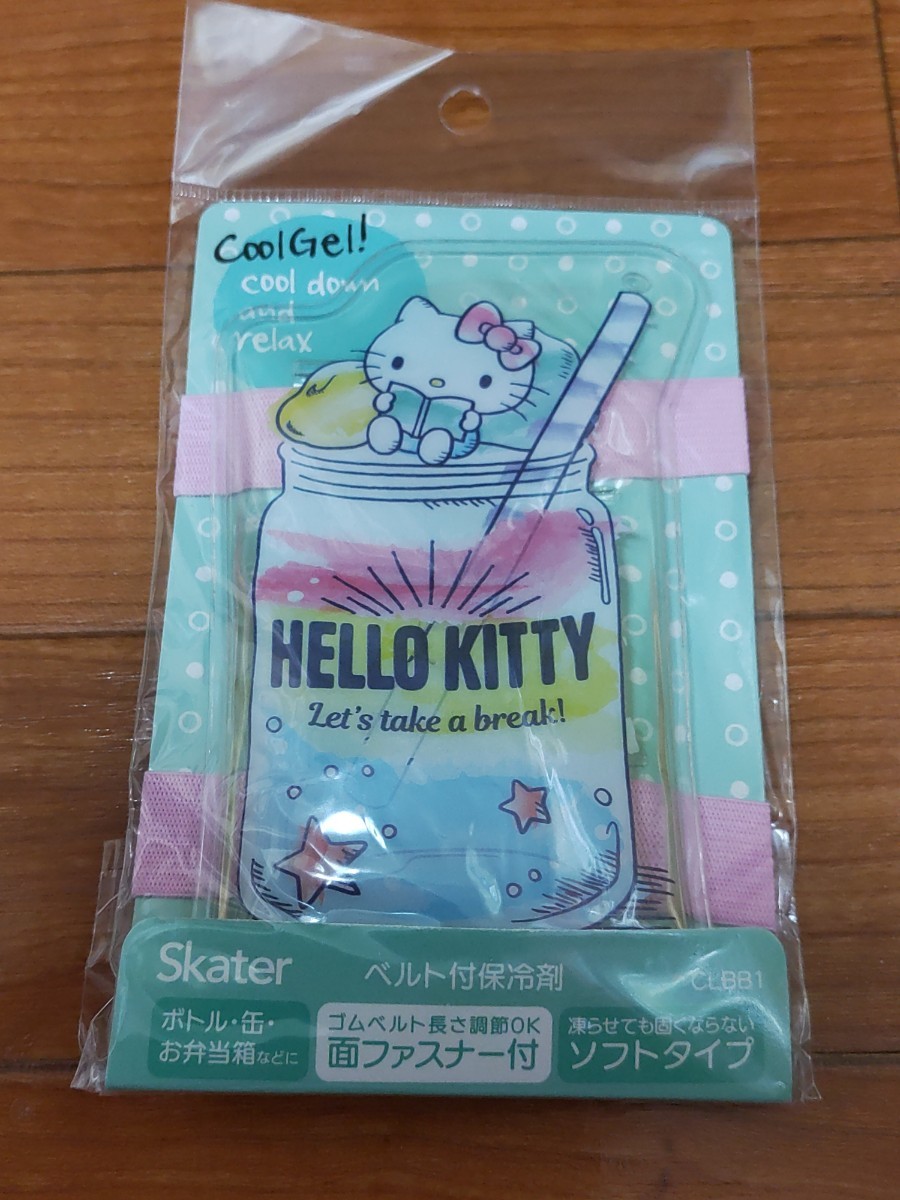 CoolGel!
cool down
and
relax
HELLO KITTY
Let's take a break!
Skater
ベルト付保冷剤
CLBB1
ボトル・缶・
お弁当箱などに
ゴムベルト長さ調節OK
面ファスナー付
凍らせても固くならない
ソフトタイプ